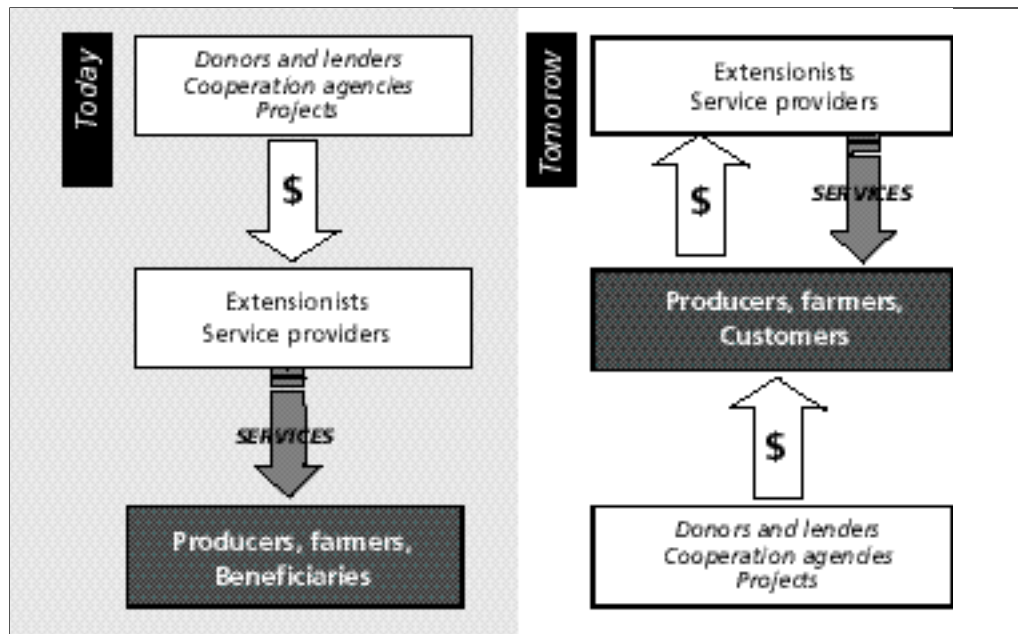 Today
Donors and lenders
Cooperation agencies
Projects
$
Extensionists
Service providers
SERVICES
Producers, farmers,
Beneficiaries
Tomorow
Extensionists
Service providers
$
SERVICES
Producers, farmers,
Customers
$
Donors and lenders
Cooperation agencies
Projects